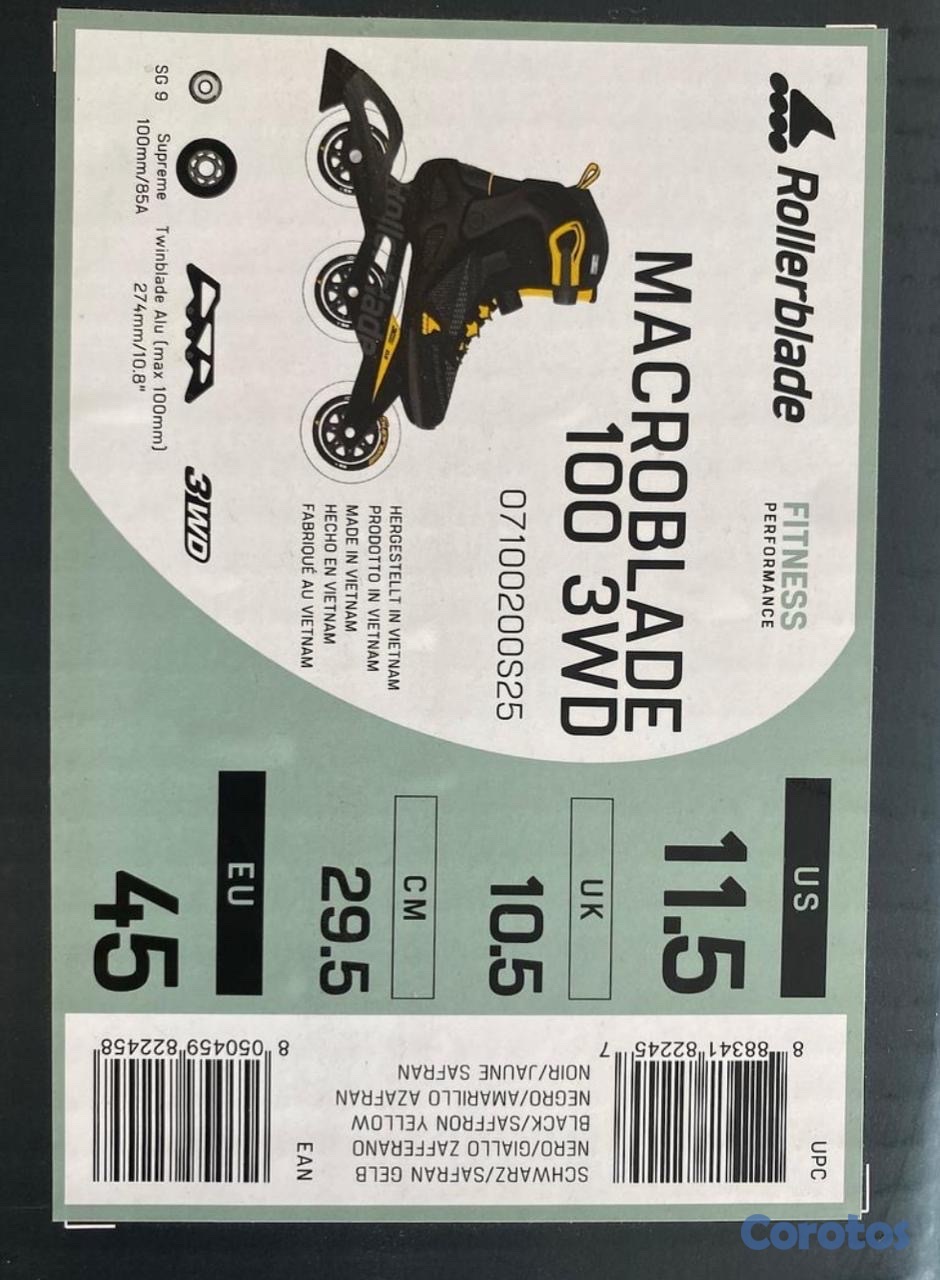 Rollerblade
FITNESS
PERFORMANCE
MACROBLADE
100 3WD
07100200S25
HERGESTELLT IN VIETNAM
PRODOTTO IN VIETNAM
MADE IN VIETNAM
HECHO EN VIETNAM
FABRIQUÉ AU VIETNAM
Rollerblade
SG 9
Supreme
100mm/85A
Twinblade Alu (max 100mm)
274mm/10.8"
3WD
US
11.5
UK
10.5
CM
29.5
EU
45
UPC
8 88341 82245 7
SCHWARZ/SAFRAN GELB
NERO/GIALLO ZAFFERANO
BLACK/SAFFRON YELLOW
NEGRO/AMARILLO AZAFRAN
NOIR/JAUNE SAFRAN
EAN
8 050459 822458
Corotos